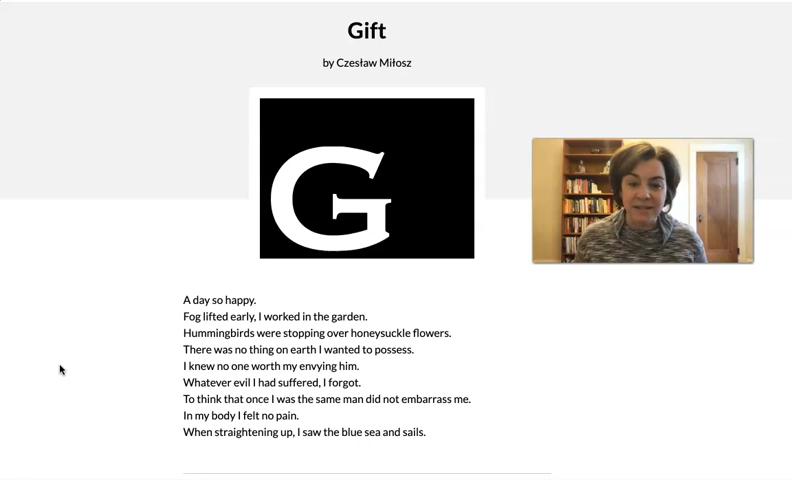 Gift
by Czesław Miłosz
G
A day so happy.
Fog lifted early, I worked in the garden.
Hummingbirds were stopping over honeysuckle flowers.
There was no thing on earth I wanted to possess.
I knew no one worth my envying him.
Whatever evil I had suffered, I forgot.
To think that once I was the same man did not embarrass me.
In my body I felt no pain.
When straightening up, I saw the blue sea and sails.